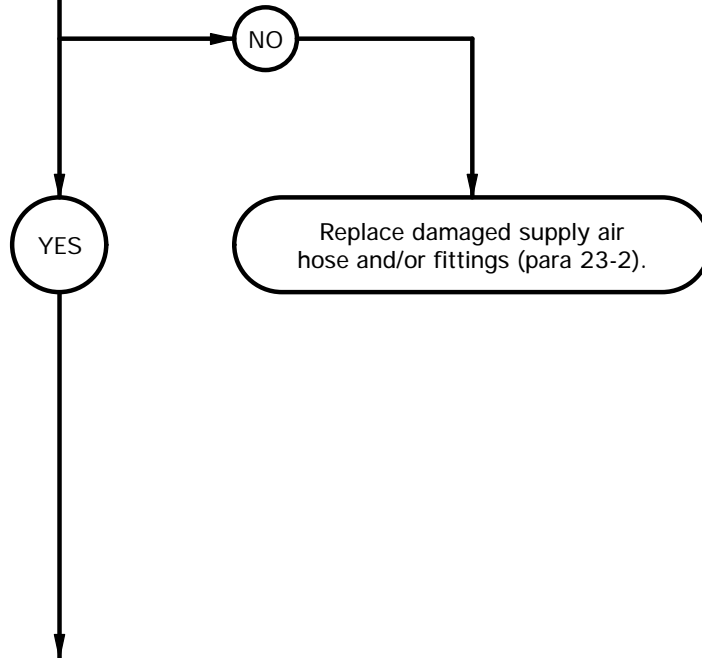 NO
YES
Replace damaged supply air
hose and/or fittings (para 23-2).